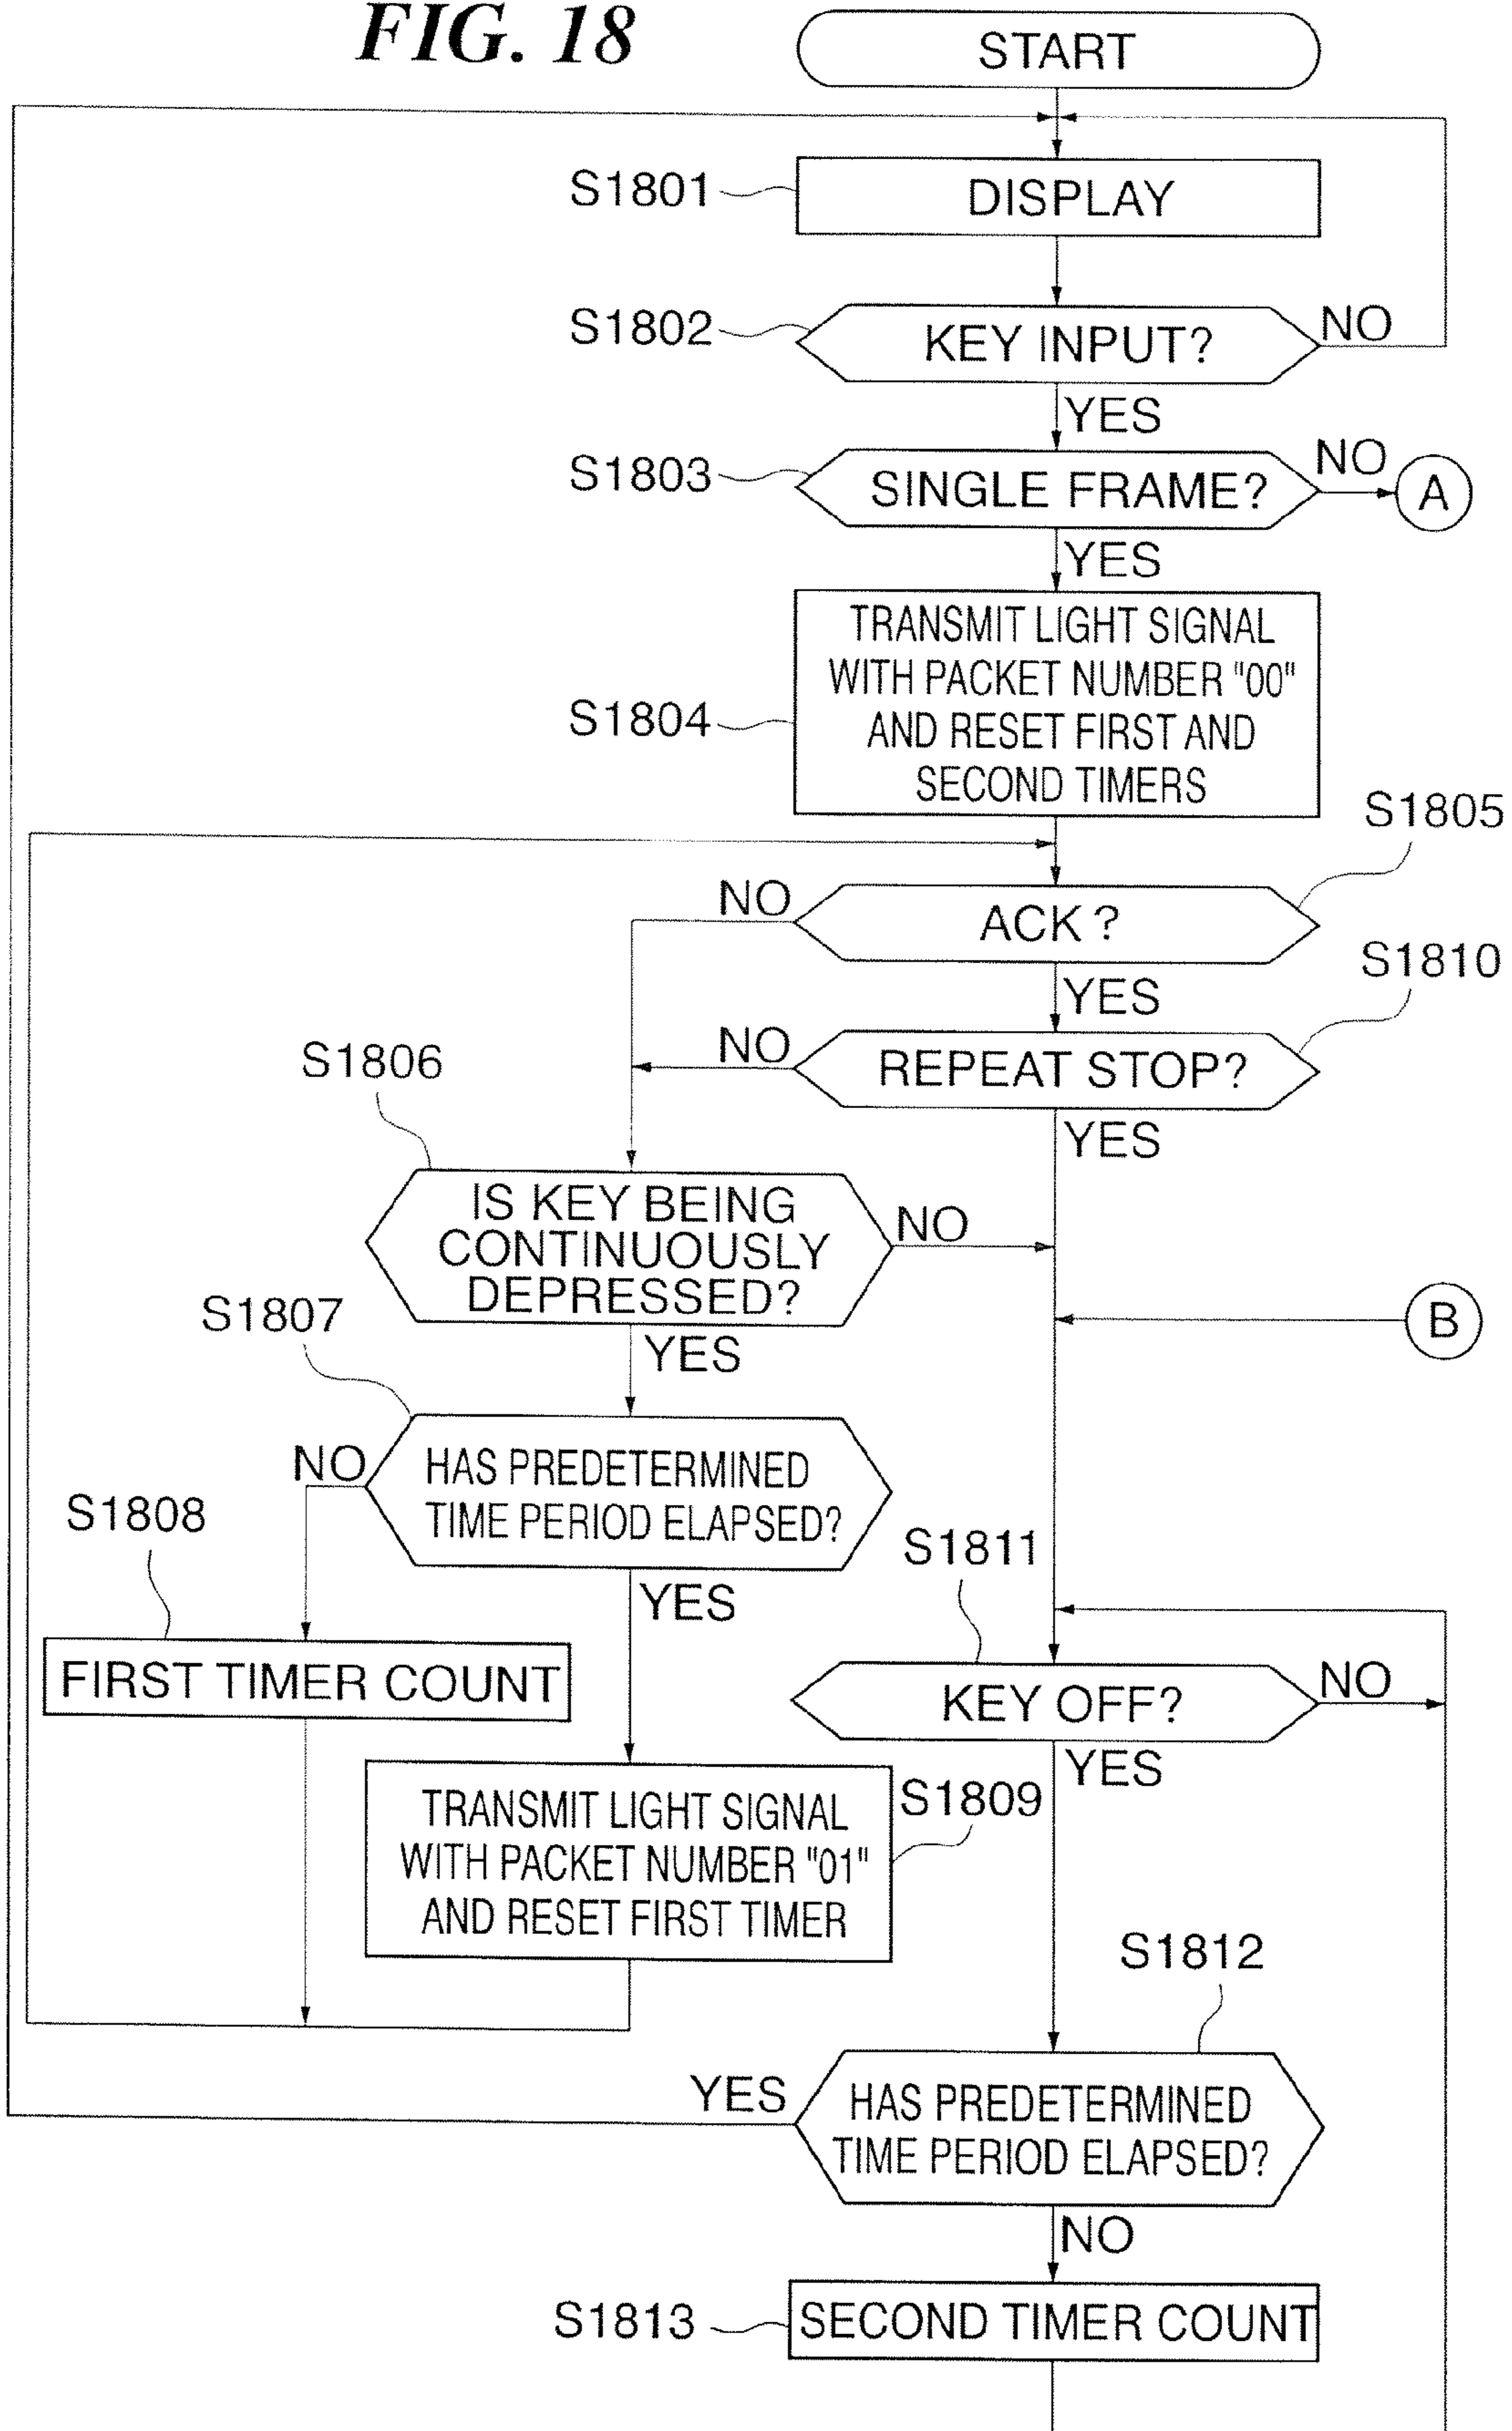 FIG. 18
START
S1801
DISPLAY
S1802
KEY INPUT?
NO
YES
S1803
SINGLE FRAME?
NO
A
YES
S1804
TRANSMIT LIGHT SIGNAL
WITH PACKET NUMBER "00"
AND RESET FIRST AND
SECOND TIMERS
S1805
NO
ACK ?
YES
S1810
NO
REPEAT STOP?
YES
S1806
IS KEY BEING
CONTINUOUSLY
DEPRESSED?
NO
YES
B
S1807
NO
HAS PREDETERMINED
TIME PERIOD ELAPSED?
YES
S1808
FIRST TIMER COUNT
S1811
KEY OFF?
NO
YES
TRANSMIT LIGHT SIGNAL
WITH PACKET NUMBER "01"
AND RESET FIRST TIMER
S1809
S1812
YES
HAS PREDETERMINED
TIME PERIOD ELAPSED?
NO
S1813
SECOND TIMER COUNT